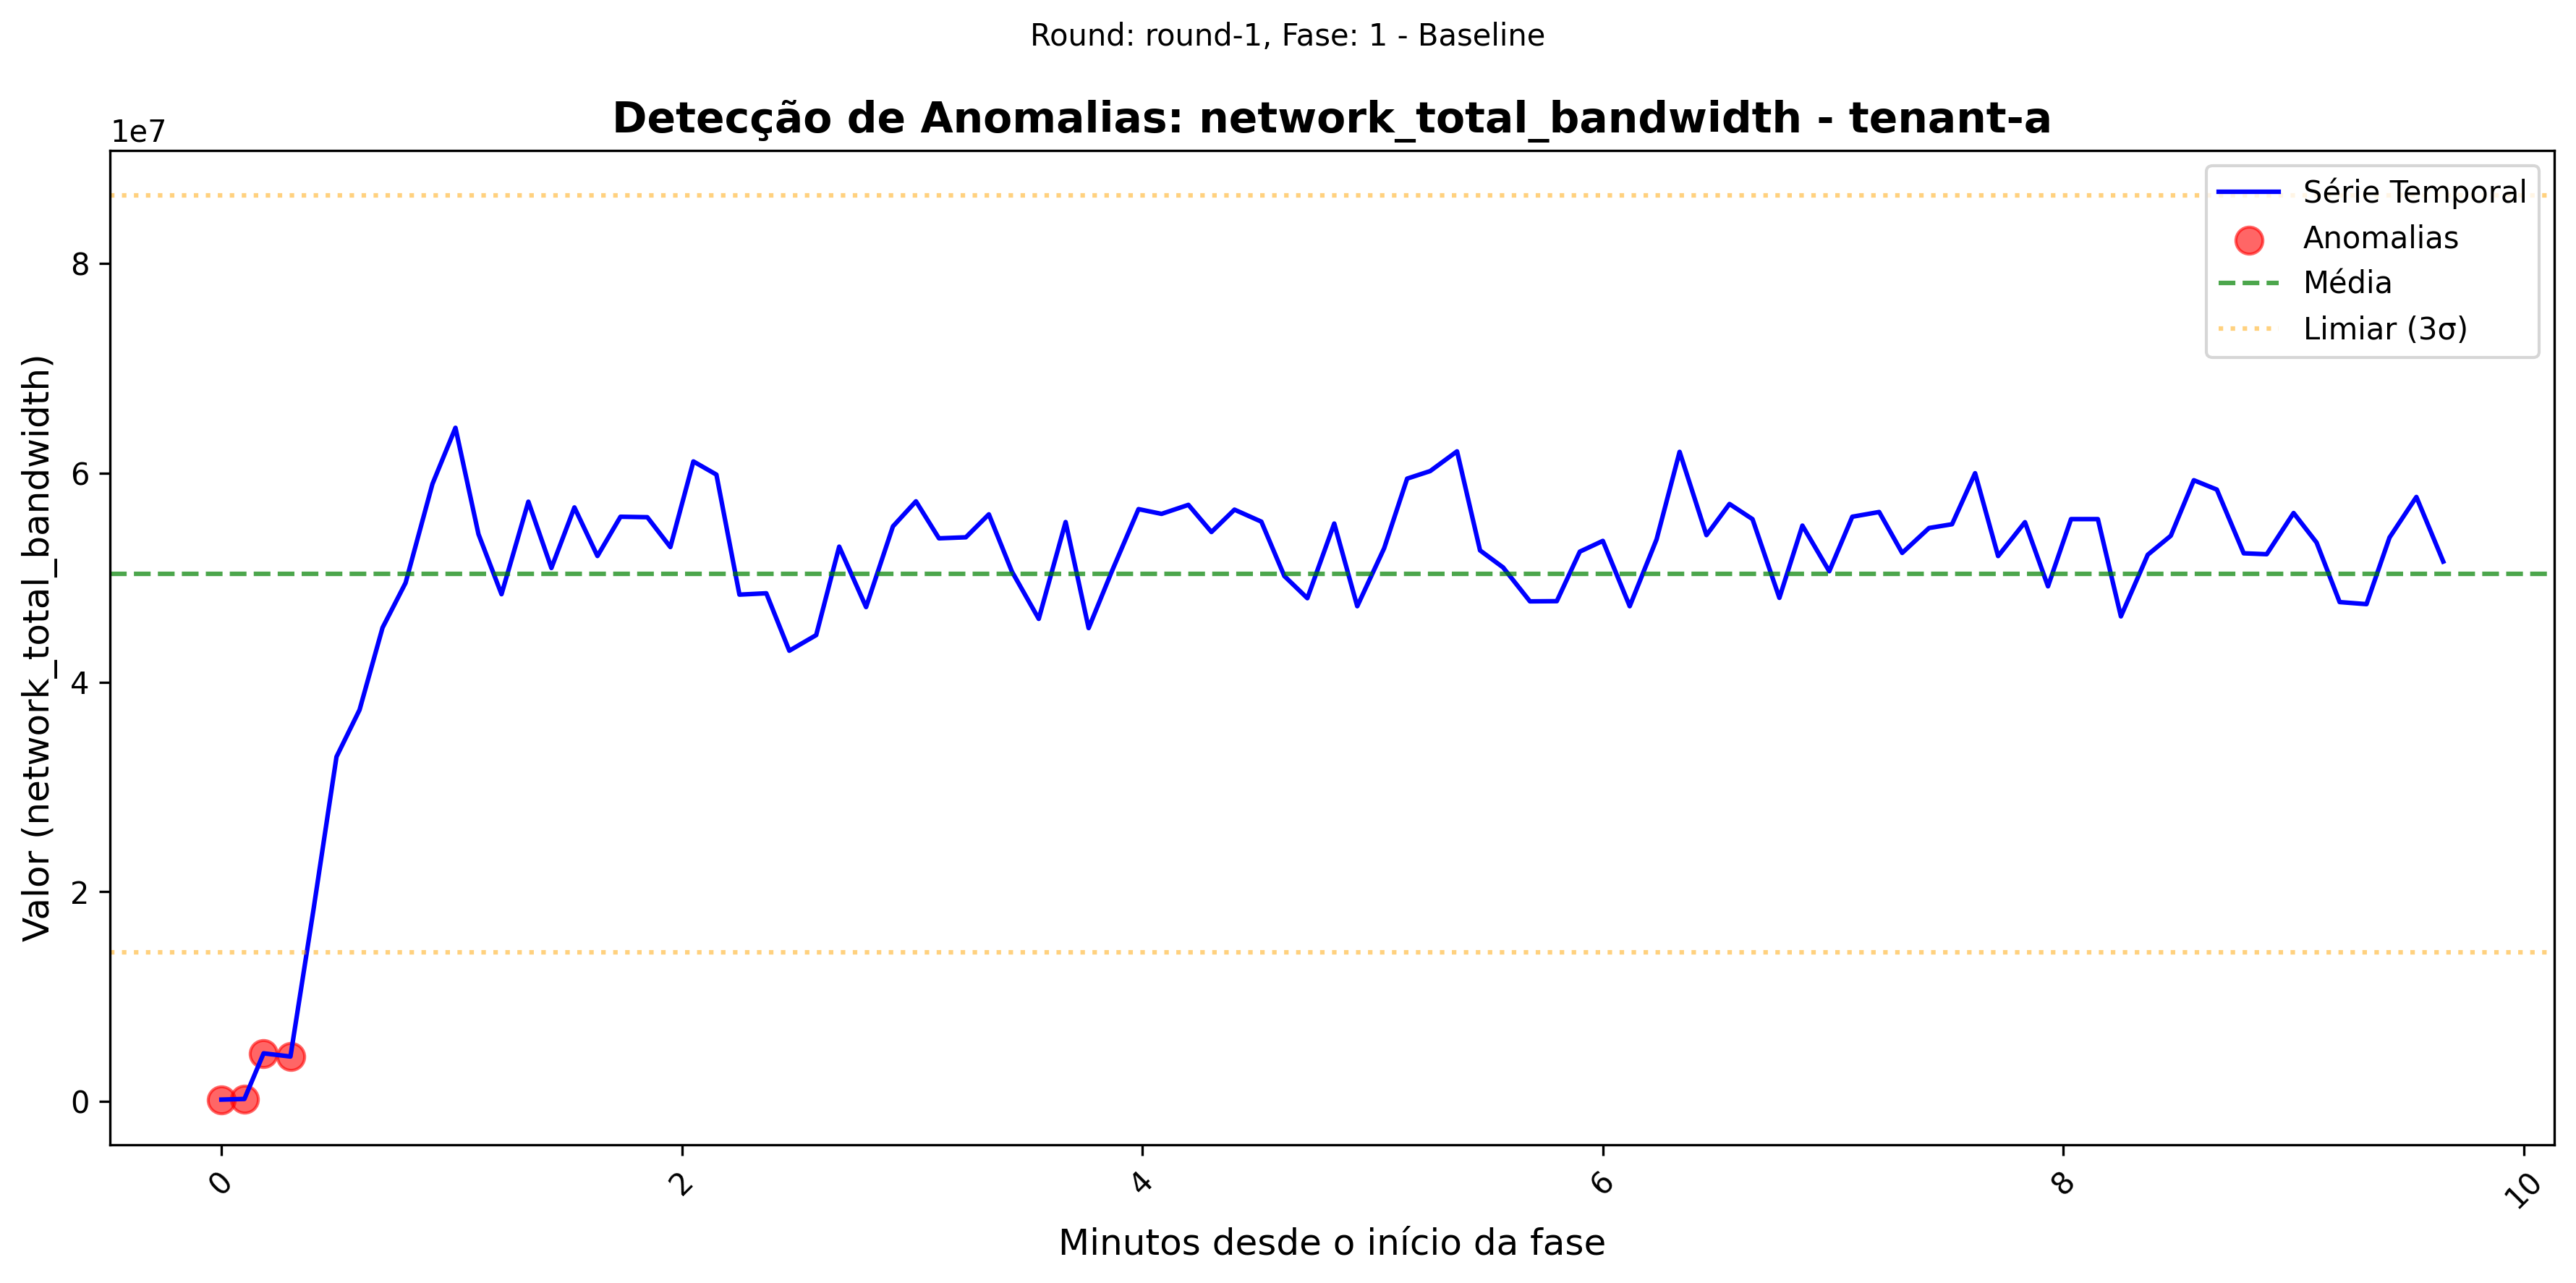 Round: round-1, Fase: 1 - Baseline
Detecção de Anomalias: network_total_bandwidth - tenant-a
1e7
Série Temporal
Anomalias
Média
Limiar (3σ)
Valor (network_total_bandwidth)
8
6
4
2
0
0
2
4
6
8
10
Minutos desde o início da fase